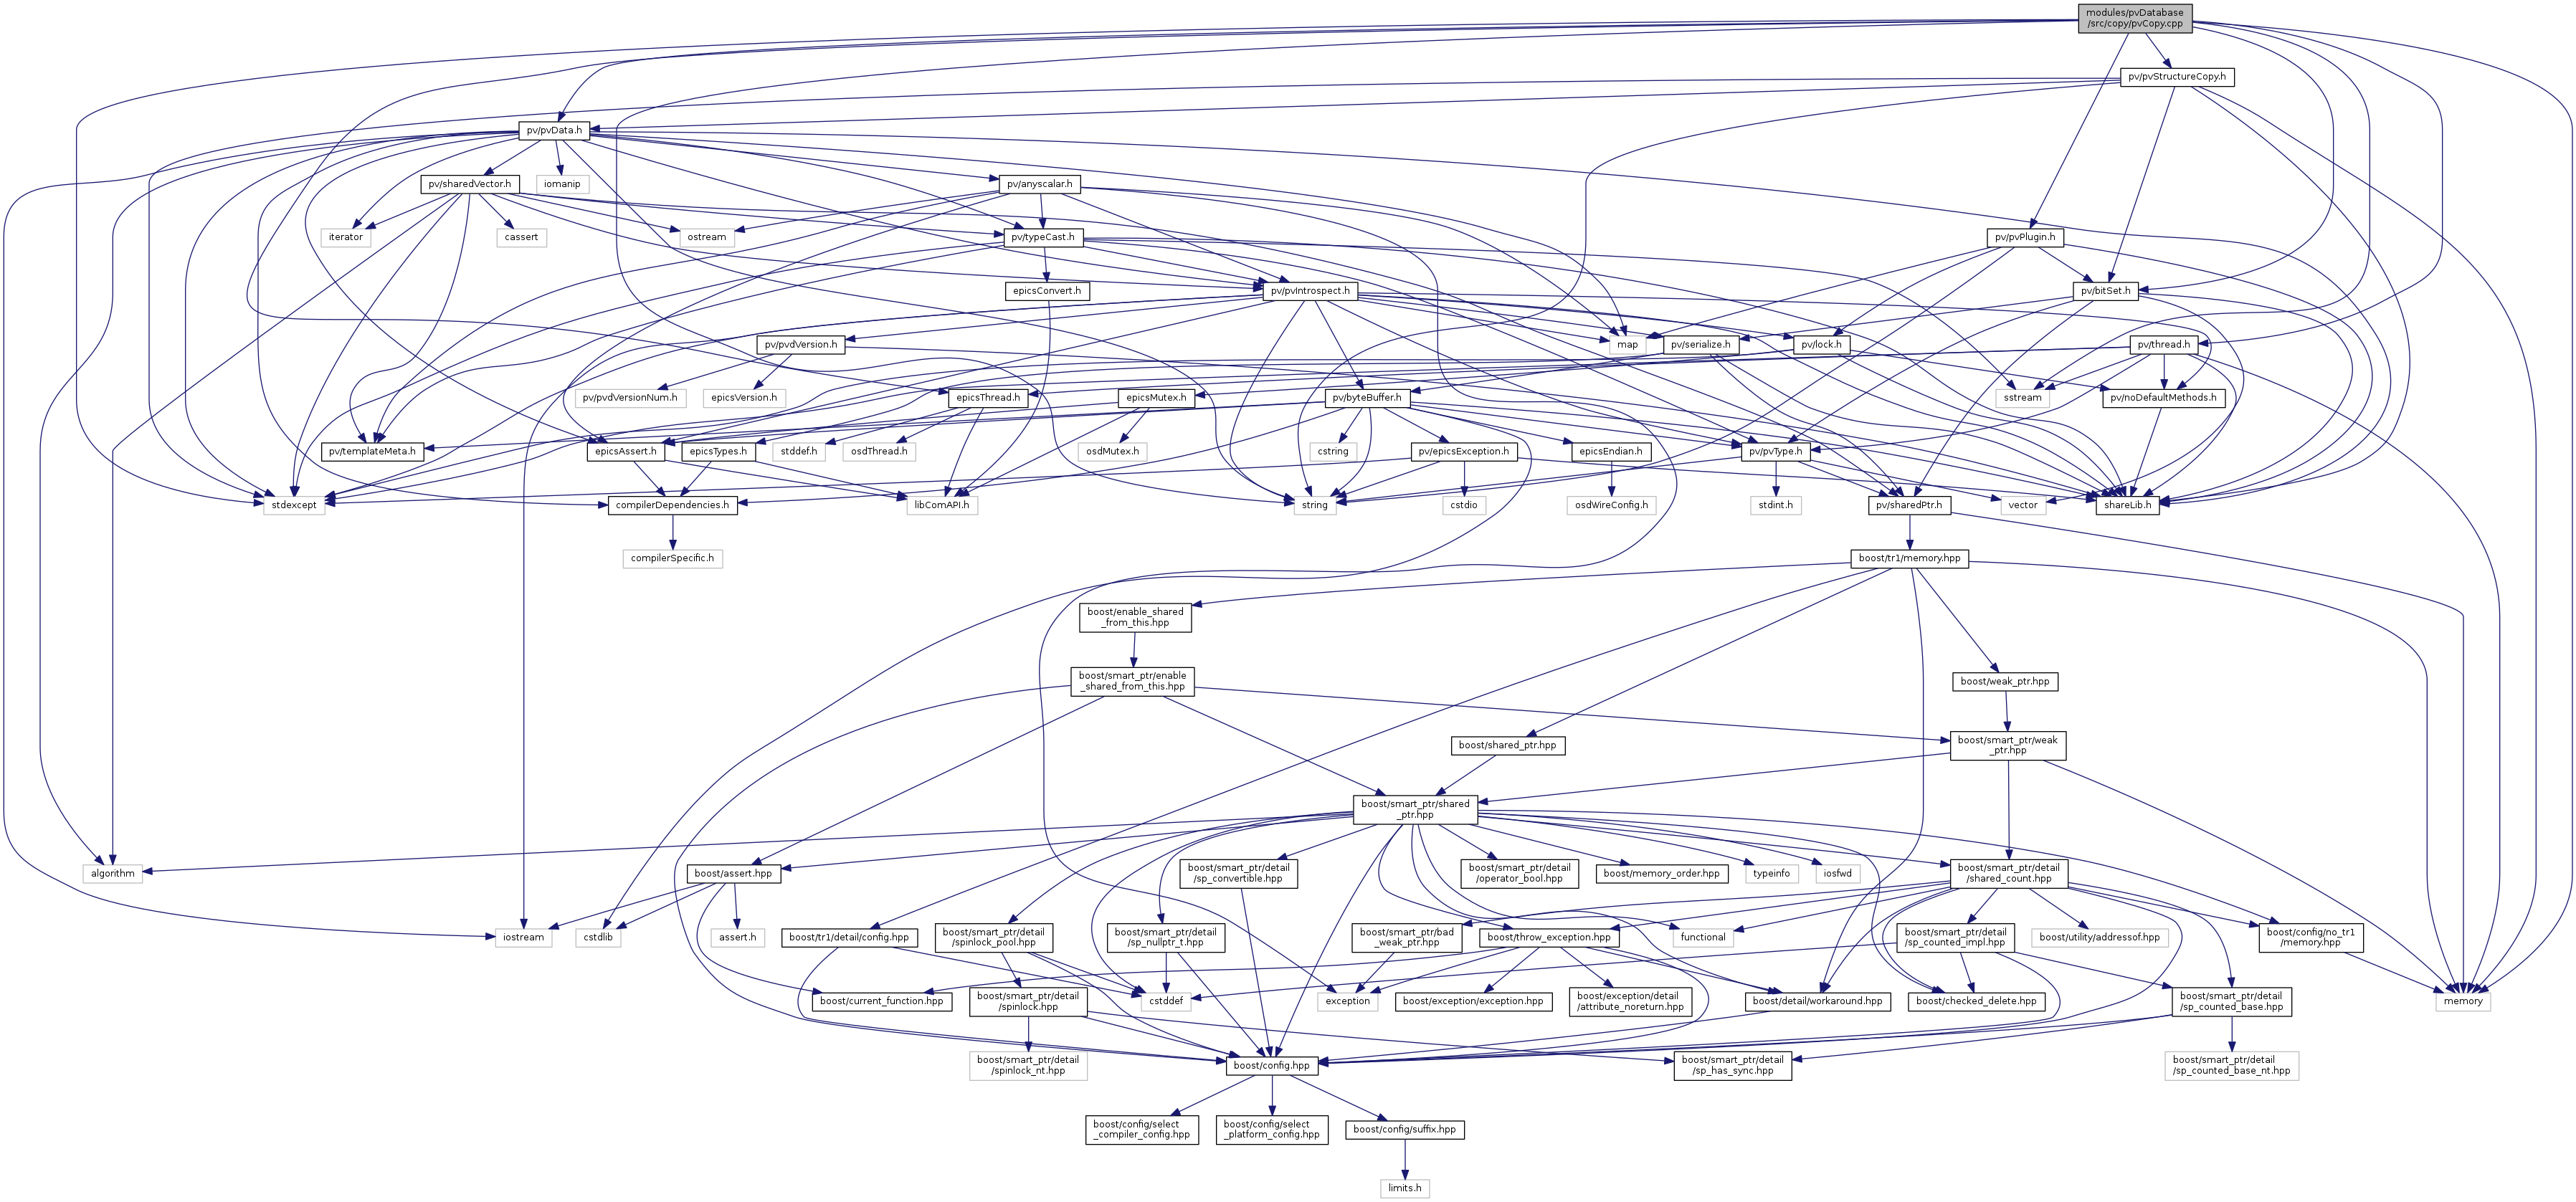 modules/pvDatabase
/src/copy/pvCopy.cpp
pv/pvStructureCopy.h
pv/pvData.h
pv/sharedVector.h
iomanip
pv/anyscalar.h
iterator
cassert
ostream
pv/typeCast.h
pv/pvPlugin.h
epicsConvert.h
pv/pvIntrospect.h
pv/bitSet.h
pv/pvdVersion.h
map
pv/serialize.h
pv/lock.h
pv/thread.h
pv/pvdVersionNum.h
epicsVersion.h
epicsThread.h
epicsMutex.h
pv/byteBuffer.h
sstream
pv/noDefaultMethods.h
pv/templateMeta.h
epicsAssert.h
epicsTypes.h
stddef.h
osdThread.h
osdMutex.h
cstring
pv/epicsException.h
epicsEndian.h
pv/pvType.h
stdexcept
compilerDependencies.h
libComAPI.h
string
cstdio
osdWireConfig.h
stdint.h
pv/sharedPtr.h
vector
shareLib.h
compilerSpecific.h
boost/tr1/memory.hpp
boost/enable_shared
_from_this.hpp
boost/smart_ptr/enable
_shared_from_this.hpp
boost/weak_ptr.hpp
boost/shared_ptr.hpp
boost/smart_ptr/weak
_ptr.hpp
boost/smart_ptr/shared
_ptr.hpp
algorithm
boost/assert.hpp
boost/smart_ptr/detail
/sp_convertible.hpp
boost/smart_ptr/detail
/operator_bool.hpp
boost/memory_order.hpp
typeinfo
iosfwd
boost/smart_ptr/detail
/shared_count.hpp
iostream
cstdlib
assert.h
boost/tr1/detail/config.hpp
boost/smart_ptr/detail
/spinlock_pool.hpp
boost/smart_ptr/detail
/sp_nullptr_t.hpp
boost/smart_ptr/bad
_weak_ptr.hpp
boost/throw_exception.hpp
functional
boost/smart_ptr/detail
/sp_counted_impl.hpp
boost/utility/addressof.hpp
boost/config/no_tr1
/memory.hpp
boost/current_function.hpp
boost/smart_ptr/detail
/spinlock.hpp
cstddef
exception
boost/exception/exception.hpp
boost/exception/detail
/attribute_noreturn.hpp
boost/detail/workaround.hpp
boost/checked_delete.hpp
boost/smart_ptr/detail
/sp_counted_base.hpp
memory
boost/smart_ptr/detail
/spinlock_nt.hpp
boost/config.hpp
boost/smart_ptr/detail
/sp_has_sync.hpp
boost/smart_ptr/detail
/sp_counted_base_nt.hpp
boost/config/select
_compiler_config.hpp
boost/config/select
_platform_config.hpp
boost/config/suffix.hpp
limits.h